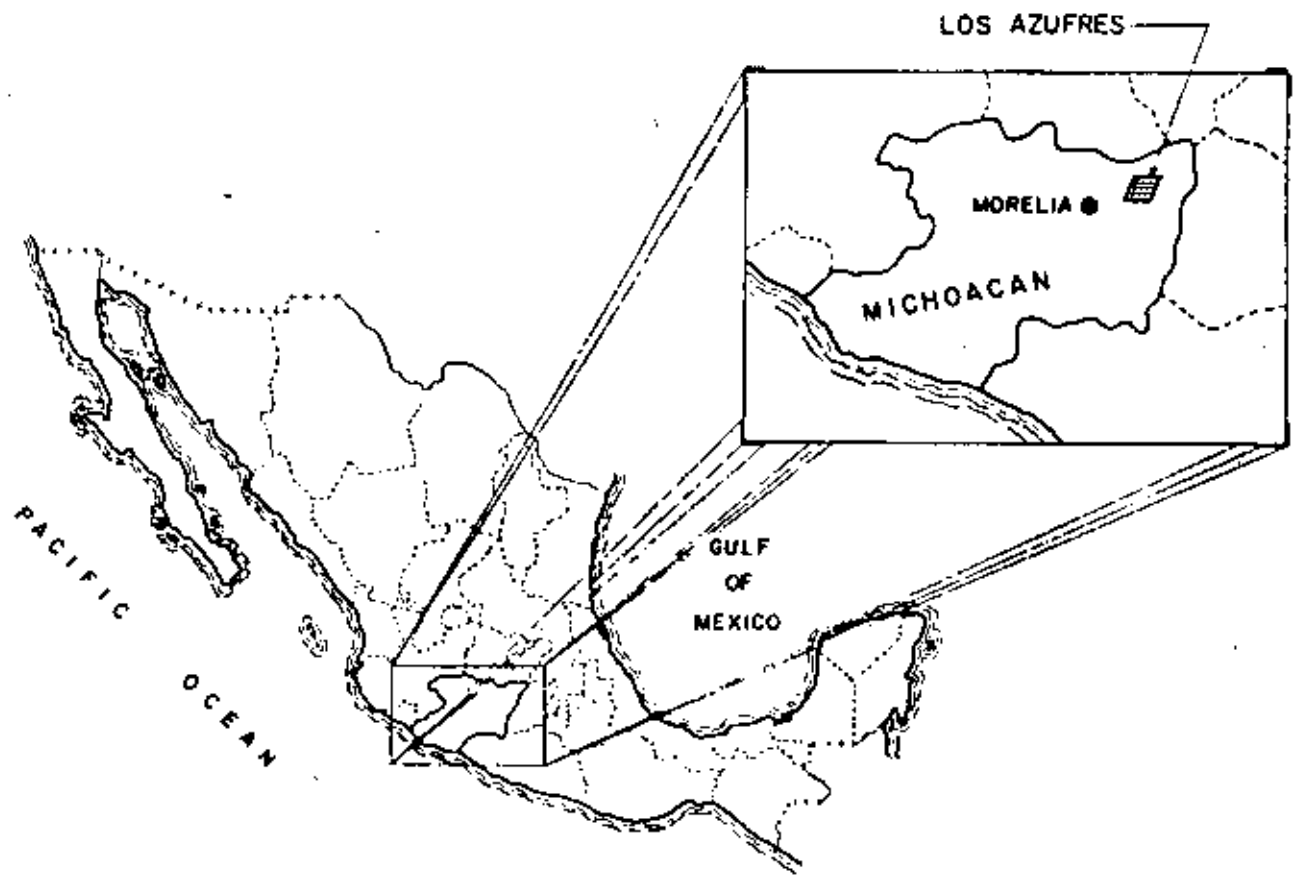 LOS AZUFRES
MORELIA
MICHOACAN
GULF
OF
MEXICO
PACIFIC
OCEAN